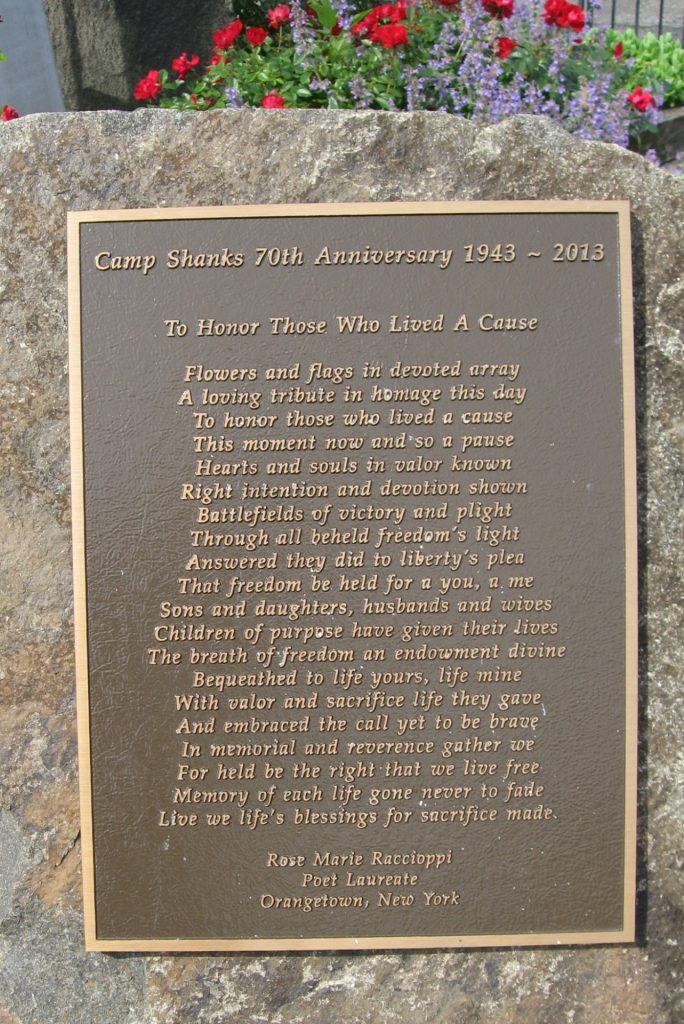 Camp Shanks 70th Anniversary 1943 ~ 2013
To Honor Those Who Lived A Cause
Flowers and flags in devoted array
A loving tribute in homage this day
To honor those who lived a cause
This moment now and so a pause
Hearts and souls in valor known
Right intention and devotion shown
Battlefields of victory and plight
Through all beheld freedom's light
Answered they did to liberty's plea
That freedom be held for a you, a me
Sons and daughters, husbands and wives
Children of purpose have given their lives
The breath of freedom an endowment divine
Bequeathed to life yours, life mine
With valor and sacrifice life they gave
And embraced the call yet to be brave
In memorial and reverence gather we
For held be the right that we live free
Memory of each life gone never to fade
Live we life's blessings for sacrifice made.
Rose Marie Raccioppi
Poet Laureate
Orangetown, New York